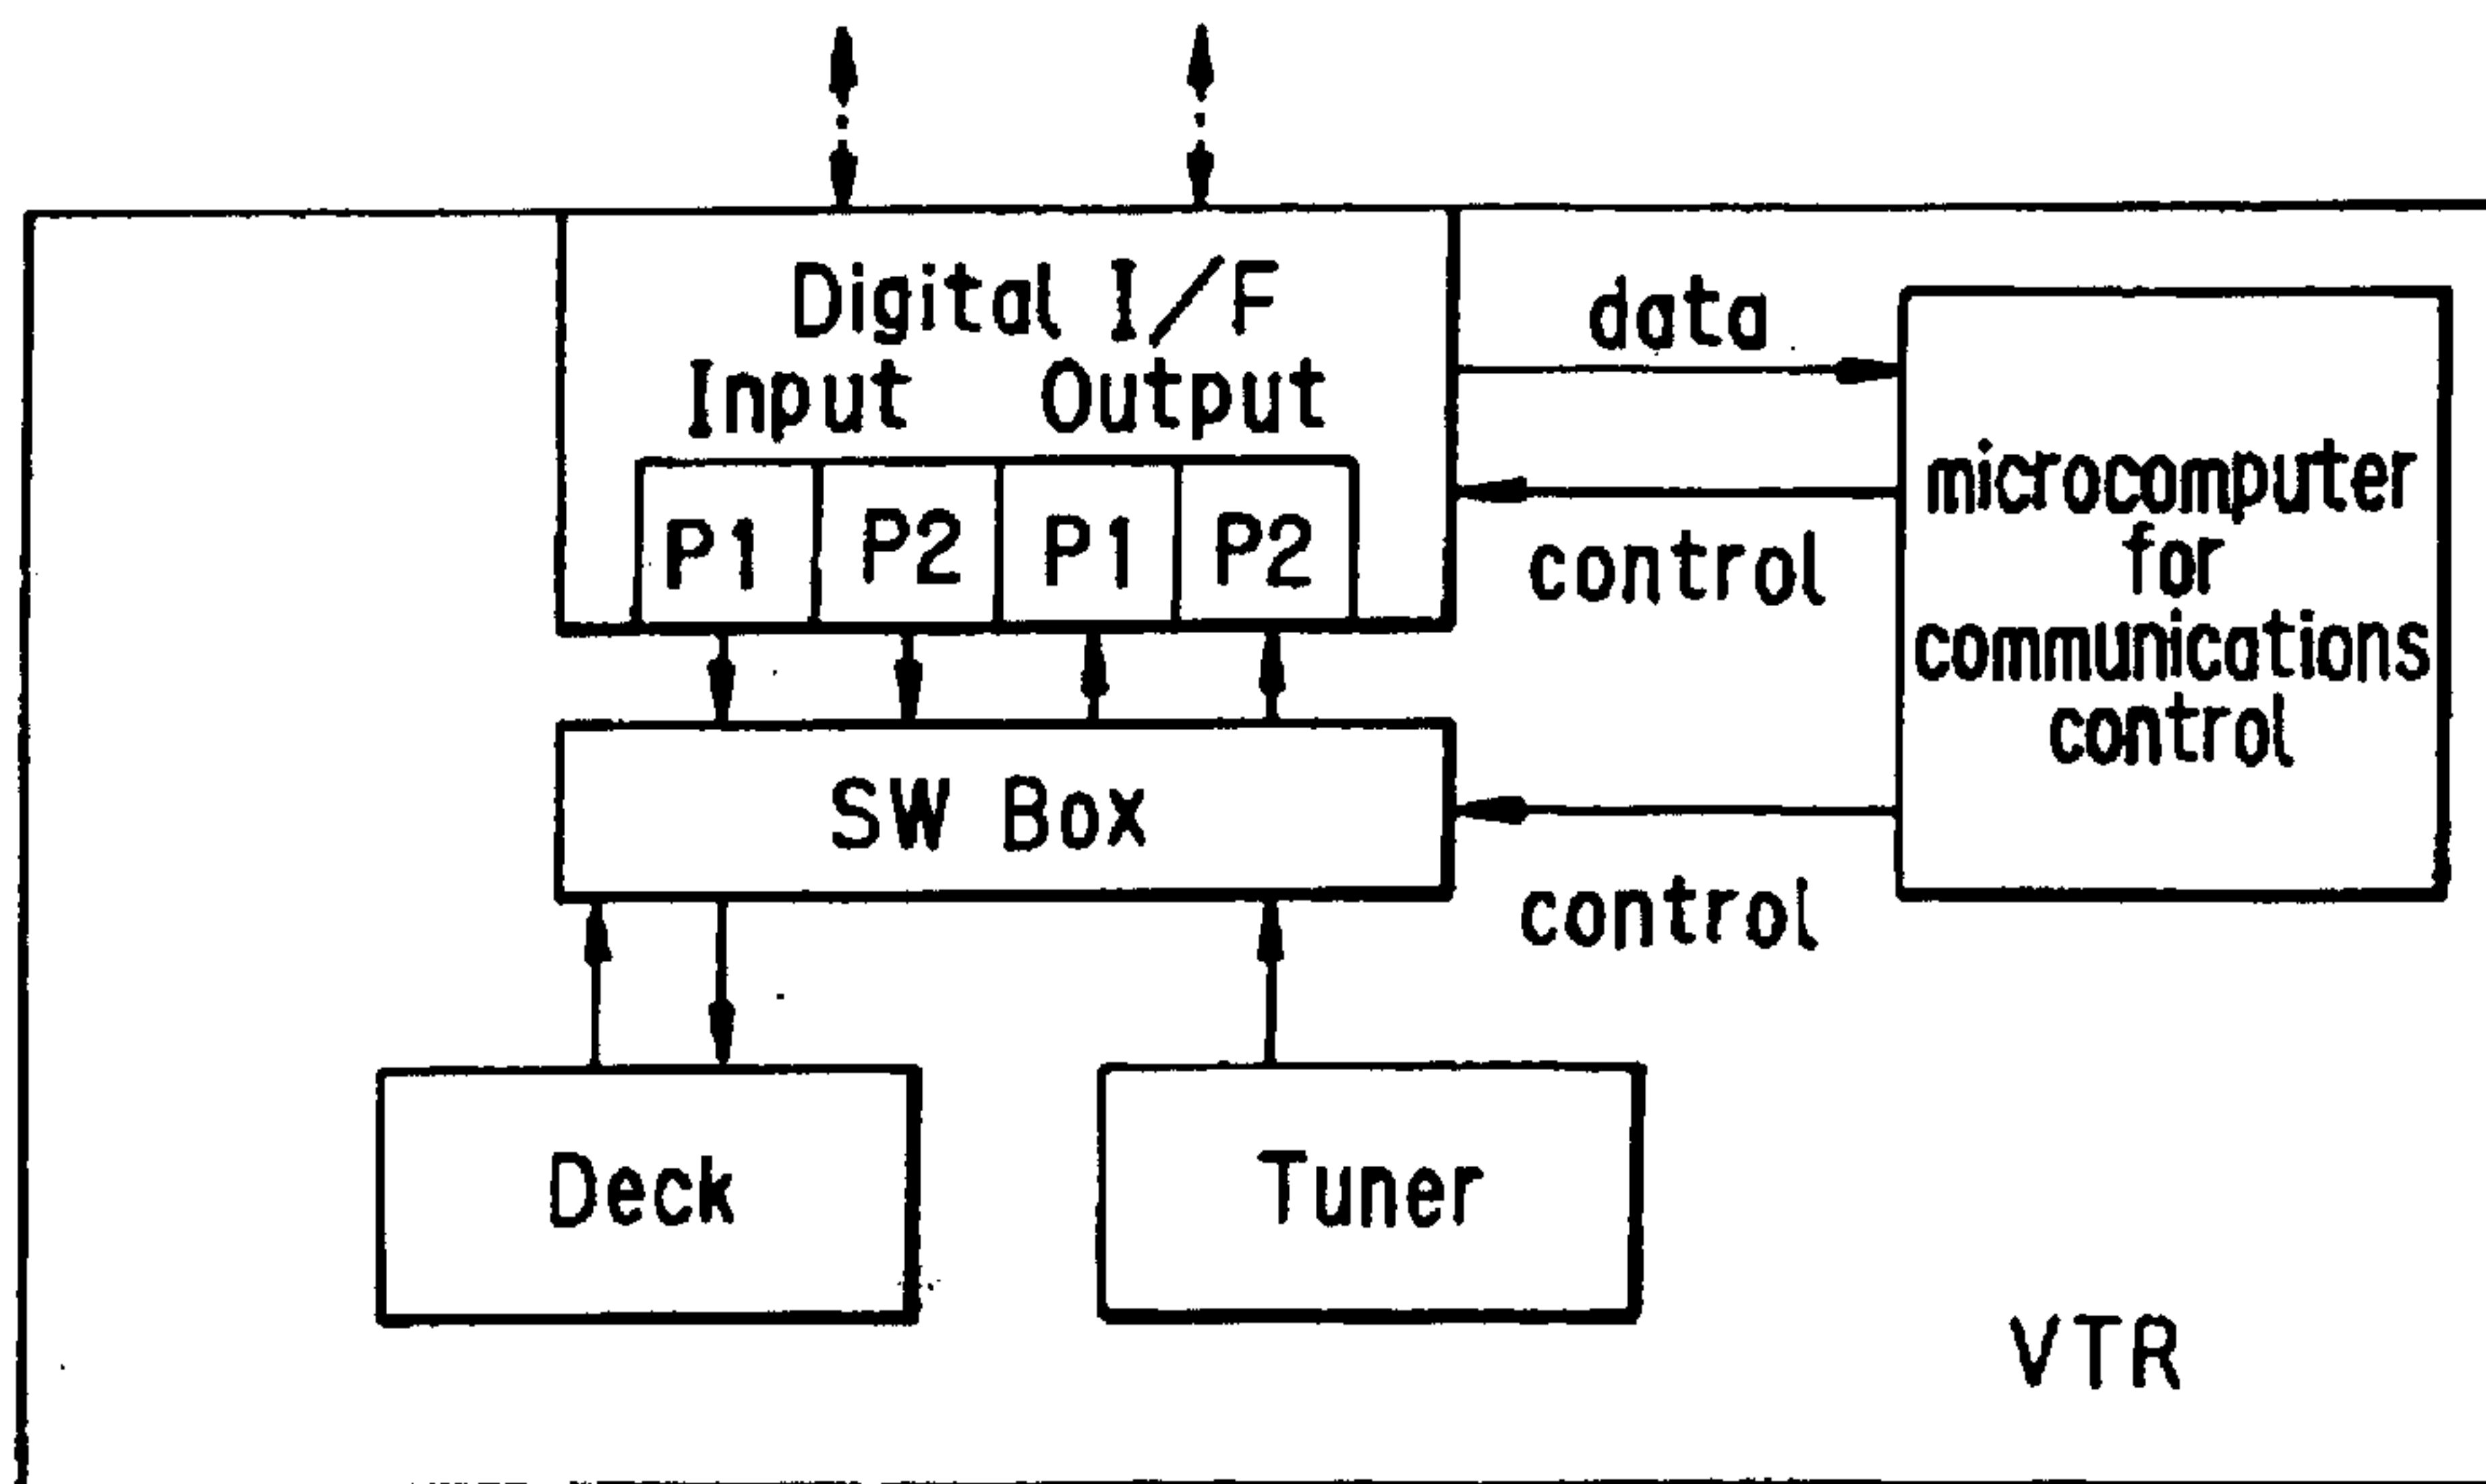 Digital I/F
Input Output
P1 P2 P1 P2
data
control
microcomputer
for
communications
control
SW Box
control
Deck
Tuner
VTR